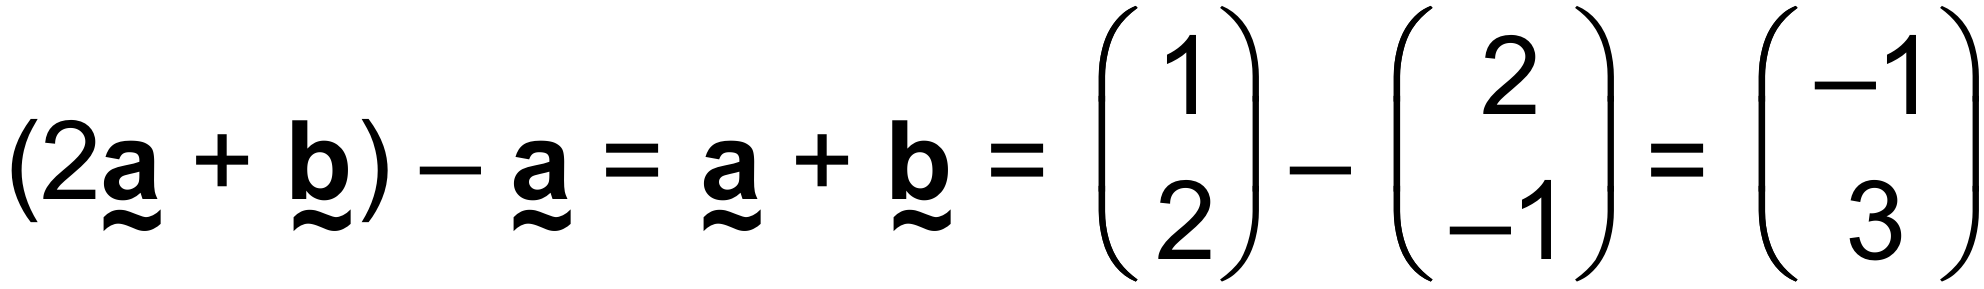 (2a + b) – a = a + b = (1 2) – (2 –1) = (–1 3)